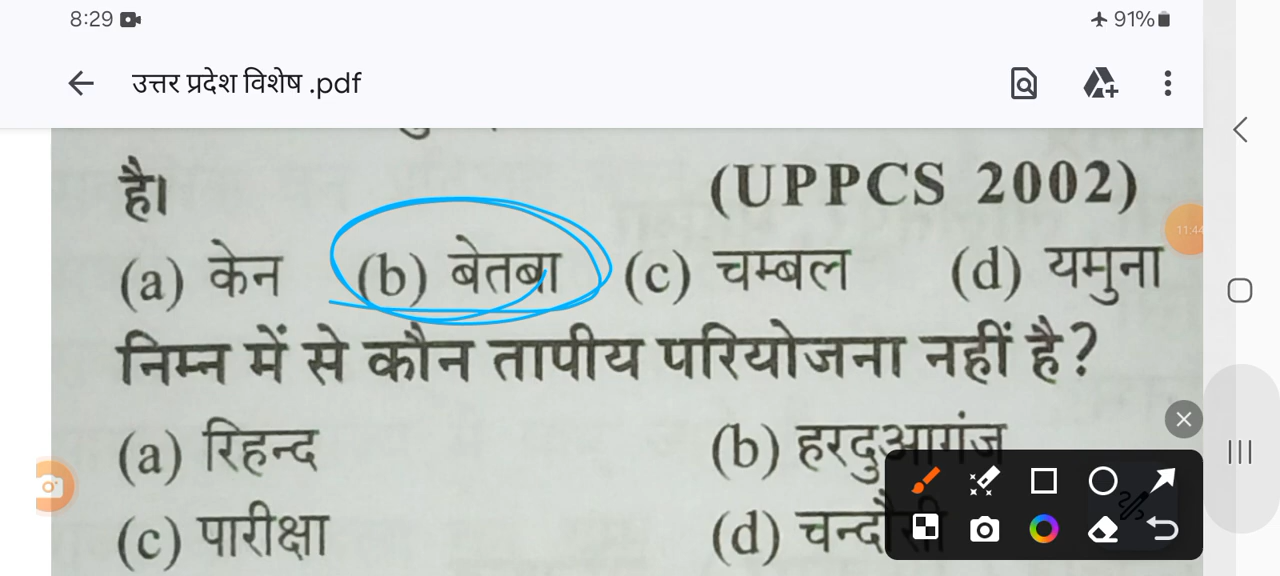 8:29 91%
उत्तर प्रदेश विशेष .pdf
है। (UPPCS 2002)
11:44
(a) केन (b) बेतबा (c) चम्बल (d) यमुना
निम्न में से कौन तापीय परियोजना नहीं है?
(a) रिहन्द (b) हरदुआगंज
(c) पारीक्षा (d) चन्दौसी